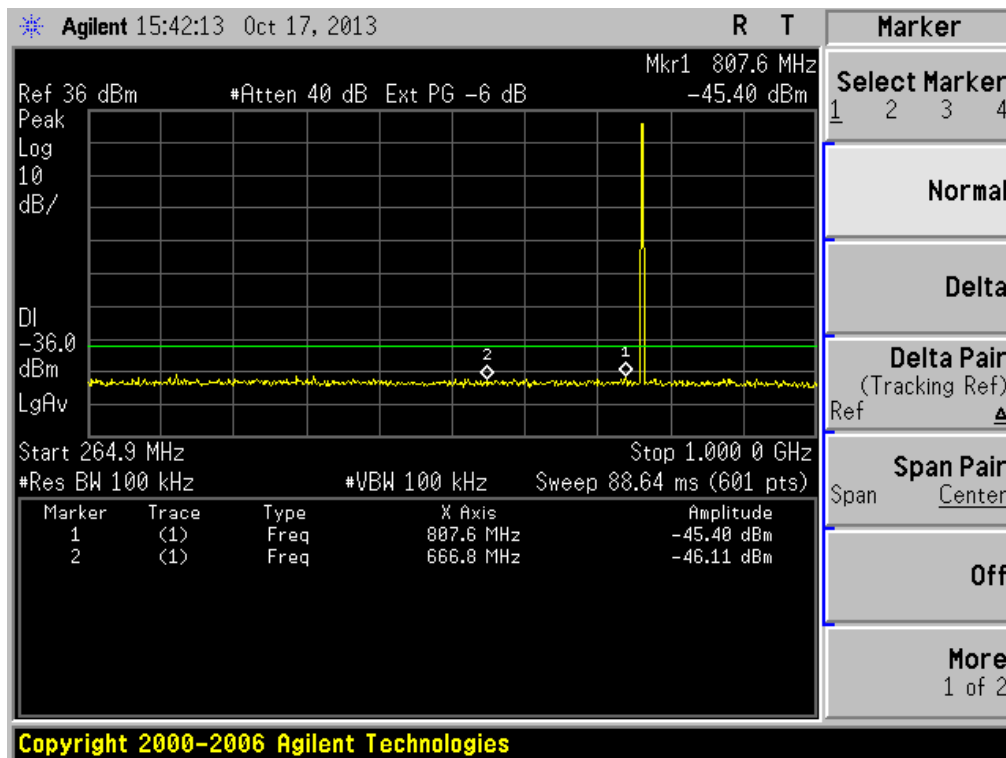 Agilent 15:42:13 Oct 17, 2013 R T
Mkr1 807.6 MHz
Ref 36 dBm #Atten 40 dB Ext PG -6 dB -45.40 dBm
Peak
Log
10
dB/
DI
-36.0
dBm
LgAv
2
1
Start 264.9 MHz Stop 1.000 0 GHz
#Res BW 100 kHz #VBW 100 kHz Sweep 88.64 ms (601 pts)
Marker Trace Type X Axis Amplitude
1 (1) Freq 807.6 MHz -45.40 dBm
2 (1) Freq 666.8 MHz -46.11 dBm
Marker
Select Marker
1 2 3 4
Normal
Delta
Delta Pair
(Tracking Ref)
Ref Δ
Span Pair
Span Center
Off
More
1 of 2
Copyright 2000-2006 Agilent Technologies